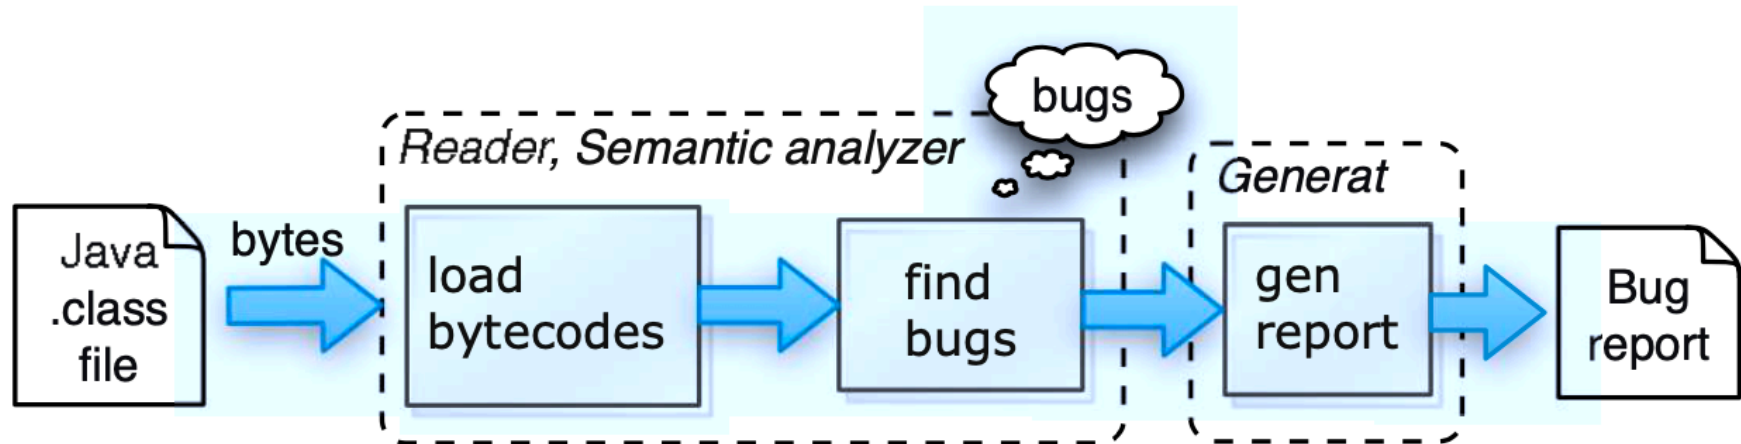 bugs
Reader, Semantic analyzer
Generat
Java
.class
file
bytes
load
bytecodes
find
bugs
gen
report
Bug
report